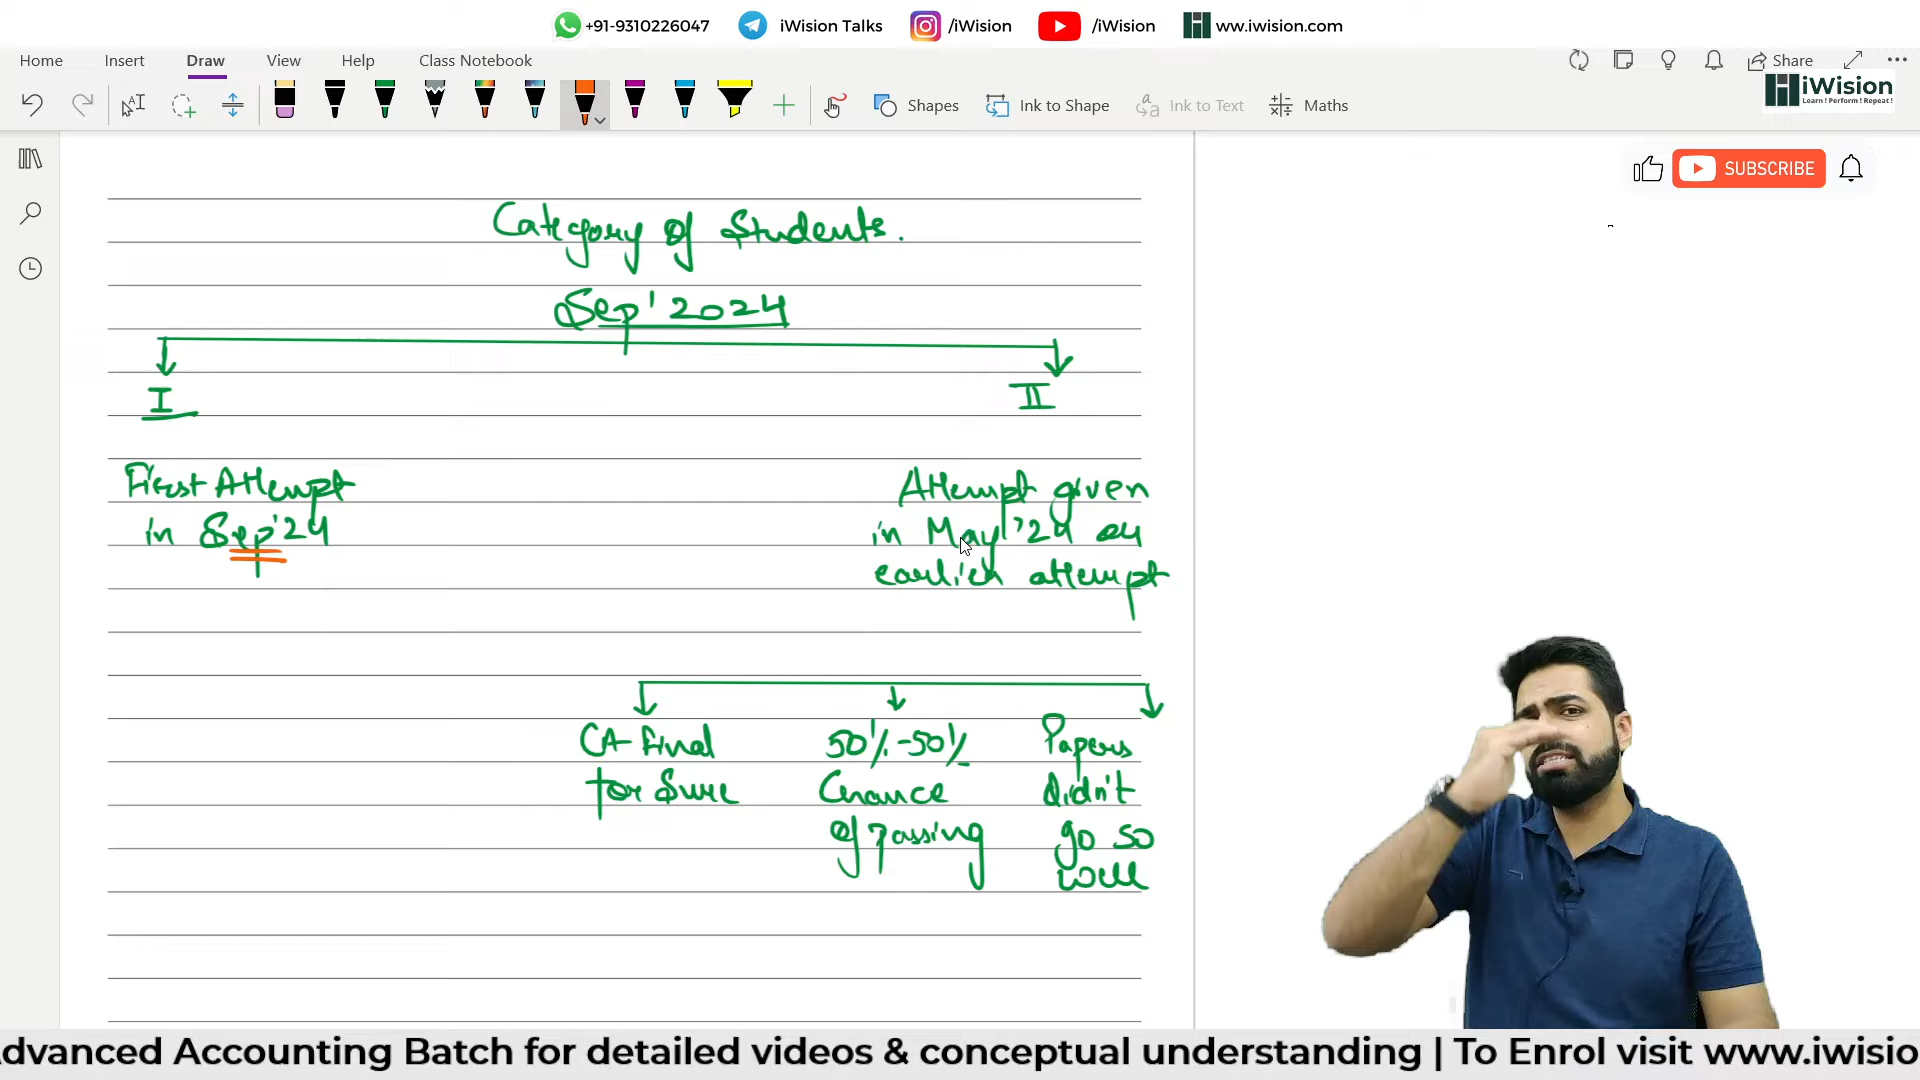 +91-9310226047 iWision Talks /iWision /iWision ww.iwision.com
Home Insert Draw View Help Class Notebook Share
Shapes Ink to Shape Ink to Text Maths
iWision
Learn ! Perform ! Repeat !
SUBSCRIBE
Category of Students.
Sep' 2024
I II
First Attempt
in Sep'24
Attempt given
in May '24 or
earlier attempt
CA Final
for Sure
50%-50%
Chance
of passing
Papers
didn't
go so
well
dvanced Accounting Batch for detailed videos & conceptual understanding | To Enrol visit www.iwisio